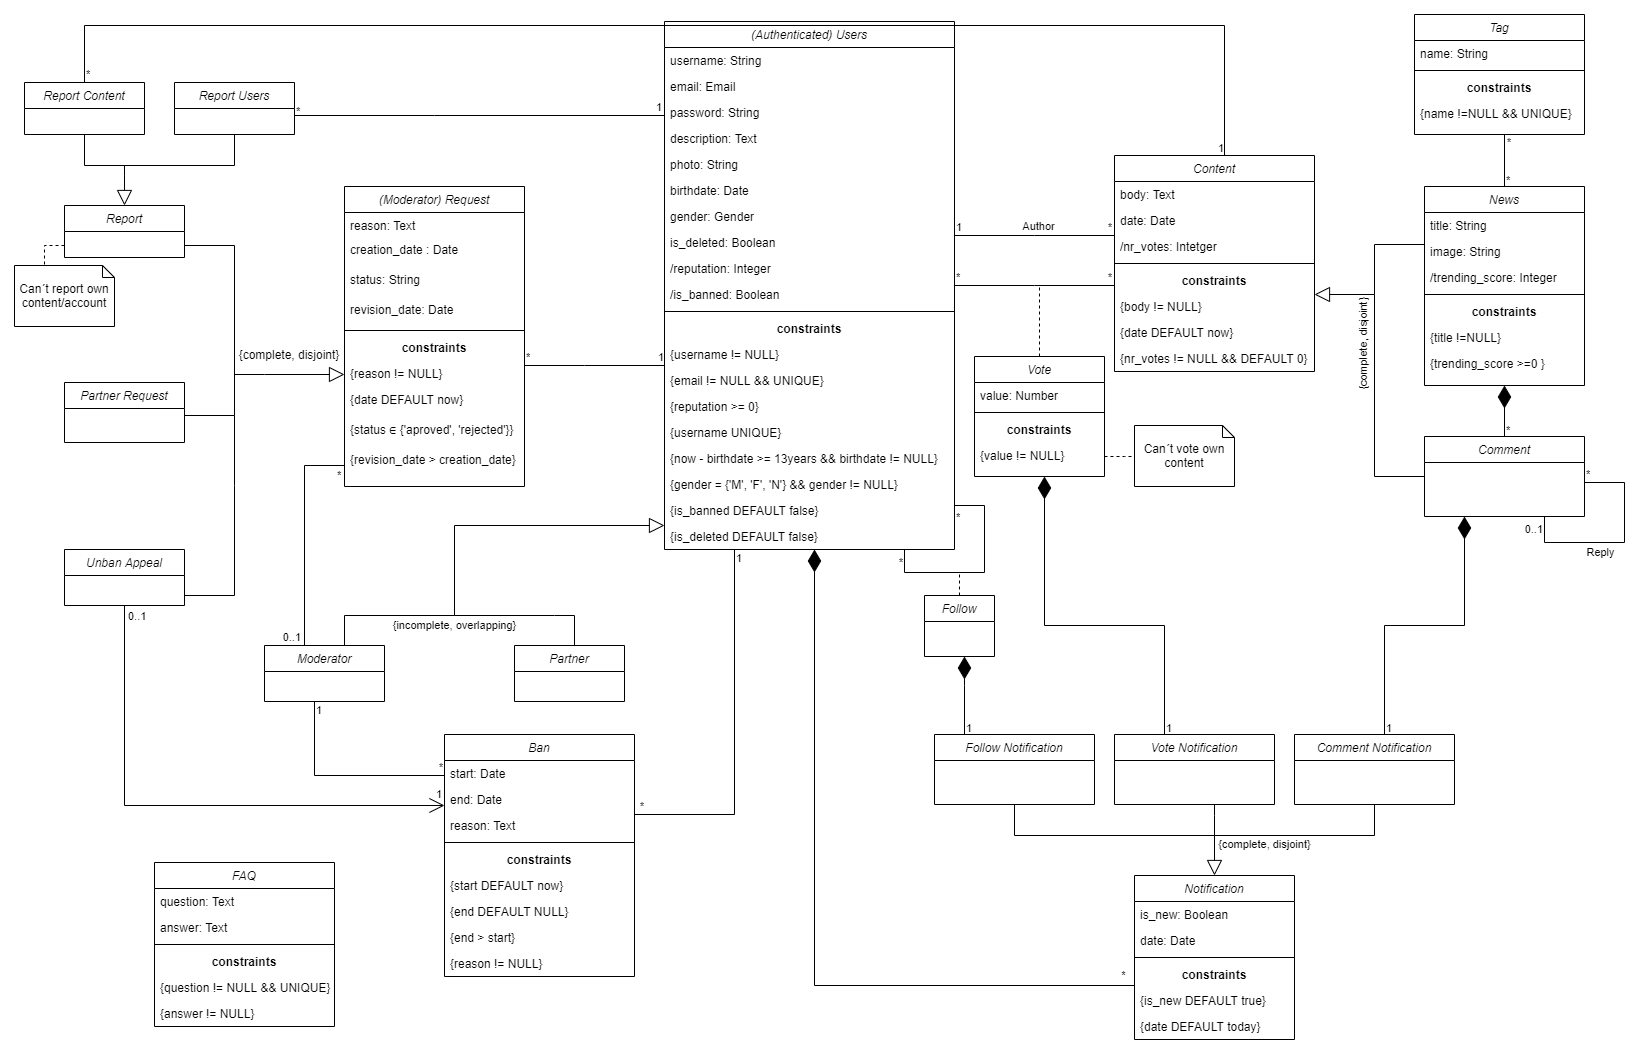 (Authenticated) Users
username: String
email: Email
password: String
description: Text
photo: String
birthdate: Date
gender: Gender
is_deleted: Boolean
/reputation: Integer
/is_banned: Boolean
constraints
{username != NULL}
{email != NULL && UNIQUE}
{reputation >= 0}
{username UNIQUE}
{now - birthdate >= 13years && birthdate != NULL}
{gender = {'M', 'F', 'N'} && gender != NULL}
{is_banned DEFAULT false}
{is_deleted DEFAULT false}
Tag
name: String
constraints
{name !=NULL && UNIQUE}
*
*
*
Report Content
Report Users
*
1
1
Content
body: Text
date: Date
/nr_votes: Intetger
constraints
{body != NULL}
{date DEFAULT now}
{nr_votes != NULL && DEFAULT 0}
News
title: String
image: String
/trending_score: Integer
constraints
{title !=NULL}
{trending_score >=0 }
(Moderator) Request
reason: Text
creation_date : Date
status: String
revision_date: Date
constraints
{reason != NULL}
{date DEFAULT now}
{status ∈ {'aproved', 'rejected'}}
{revision_date > creation_date}
Report
Can´t report own
content/account
1
Author
*
*
*
{complete, disjoint}
{complete, disjoint}
*
1
Vote
value: Number
constraints
{value != NULL}
Can´t vote own
content
Partner Request
*
Comment
*
0..1
Reply
*
*
*
Unban Appeal
0..1
1
Follow
{incomplete, overlapping}
0..1
Moderator
Partner
1
Ban
start: Date
end: Date
reason: Text
constraints
{start DEFAULT now}
{end DEFAULT NULL}
{end > start}
{reason != NULL}
*
1
*
1
Follow Notification
1
Vote Notification
1
Comment Notification
{complete, disjoint}
FAQ
question: Text
answer: Text
constraints
{question != NULL && UNIQUE}
{answer != NULL}
Notification
is_new: Boolean
date: Date
constraints
{is_new DEFAULT true}
{date DEFAULT today}
*